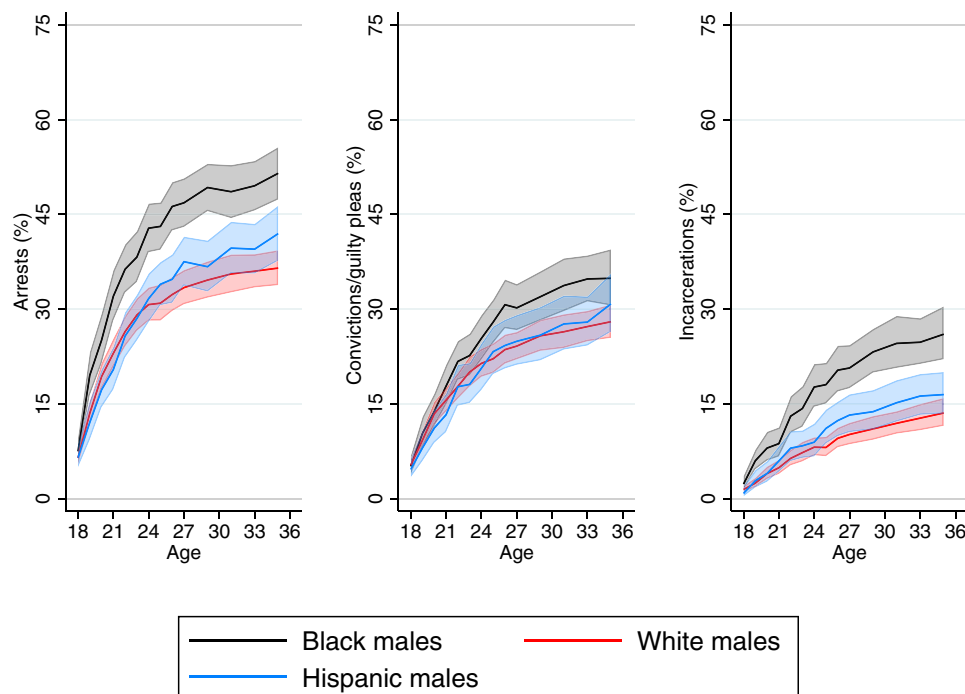 Arrests (%)
75
60
45
30
15
0
18 21 24 27 30 33 36
Age
Convictions/guilty pleas (%)
75
60
45
30
15
0
18 21 24 27 30 33 36
Age
Incarcerations (%)
75
60
45
30
15
0
18 21 24 27 30 33 36
Age
Black males
White males
Hispanic males